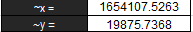 ~x = 1654107.5263
~y = 19875.7368